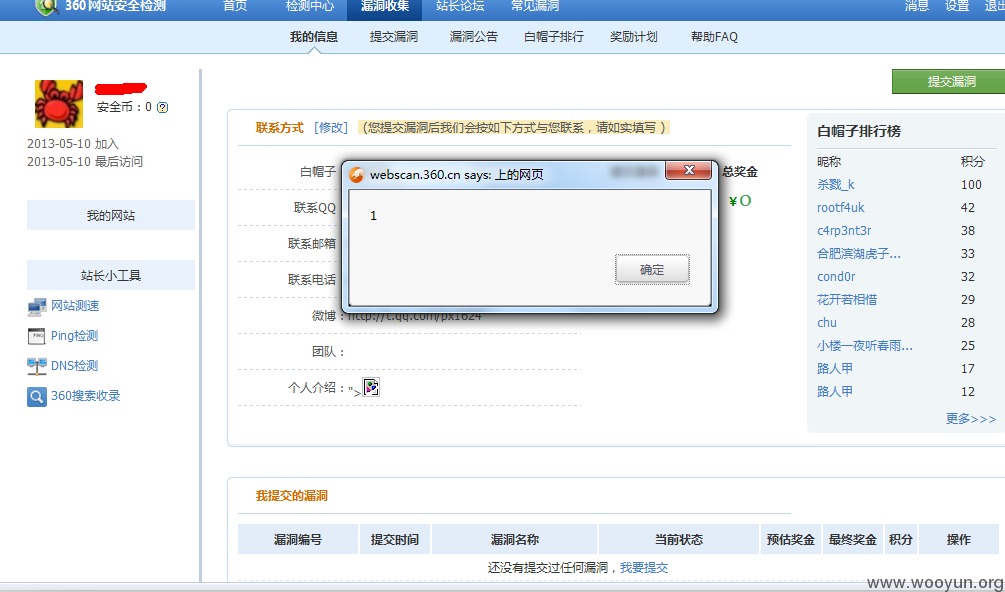 360网站安全检测 首页 检测中心 漏洞收集 站长论坛 常见漏洞 消息 设置 退出
我的信息 提交漏洞 漏洞公告 白帽子排行 奖励计划 帮助FAQ
提交漏洞
安全币：0
2013-05-10 加入
2013-05-10 最后访问
我的网站
站长小工具
网站测速
Ping检测
DNS检测
360搜索收录
联系方式 [修改] (您提交漏洞后我们会按如下方式与您联系，请如实填写 )
白帽子
总奖金
联系QQ
¥0
联系邮箱
联系电话
微博：http://t.qq.com/px1624
团队：
个人介绍：">
webscan.360.cn says: 上的网页
1
确定
白帽子排行榜
昵称 积分
杀戮_k 100
rootf4uk 42
c4rp3nt3r 38
合肥滨湖虎子... 33
cond0r 32
花开若相惜 29
chu 28
小楼一夜听春雨... 25
路人甲 17
路人甲 12
更多>>>
我提交的漏洞
漏洞编号 提交时间 漏洞名称 当前状态 预估奖金 最终奖金 积分 操作
还没有提交过任何漏洞，我要提交
www.wooyun.org